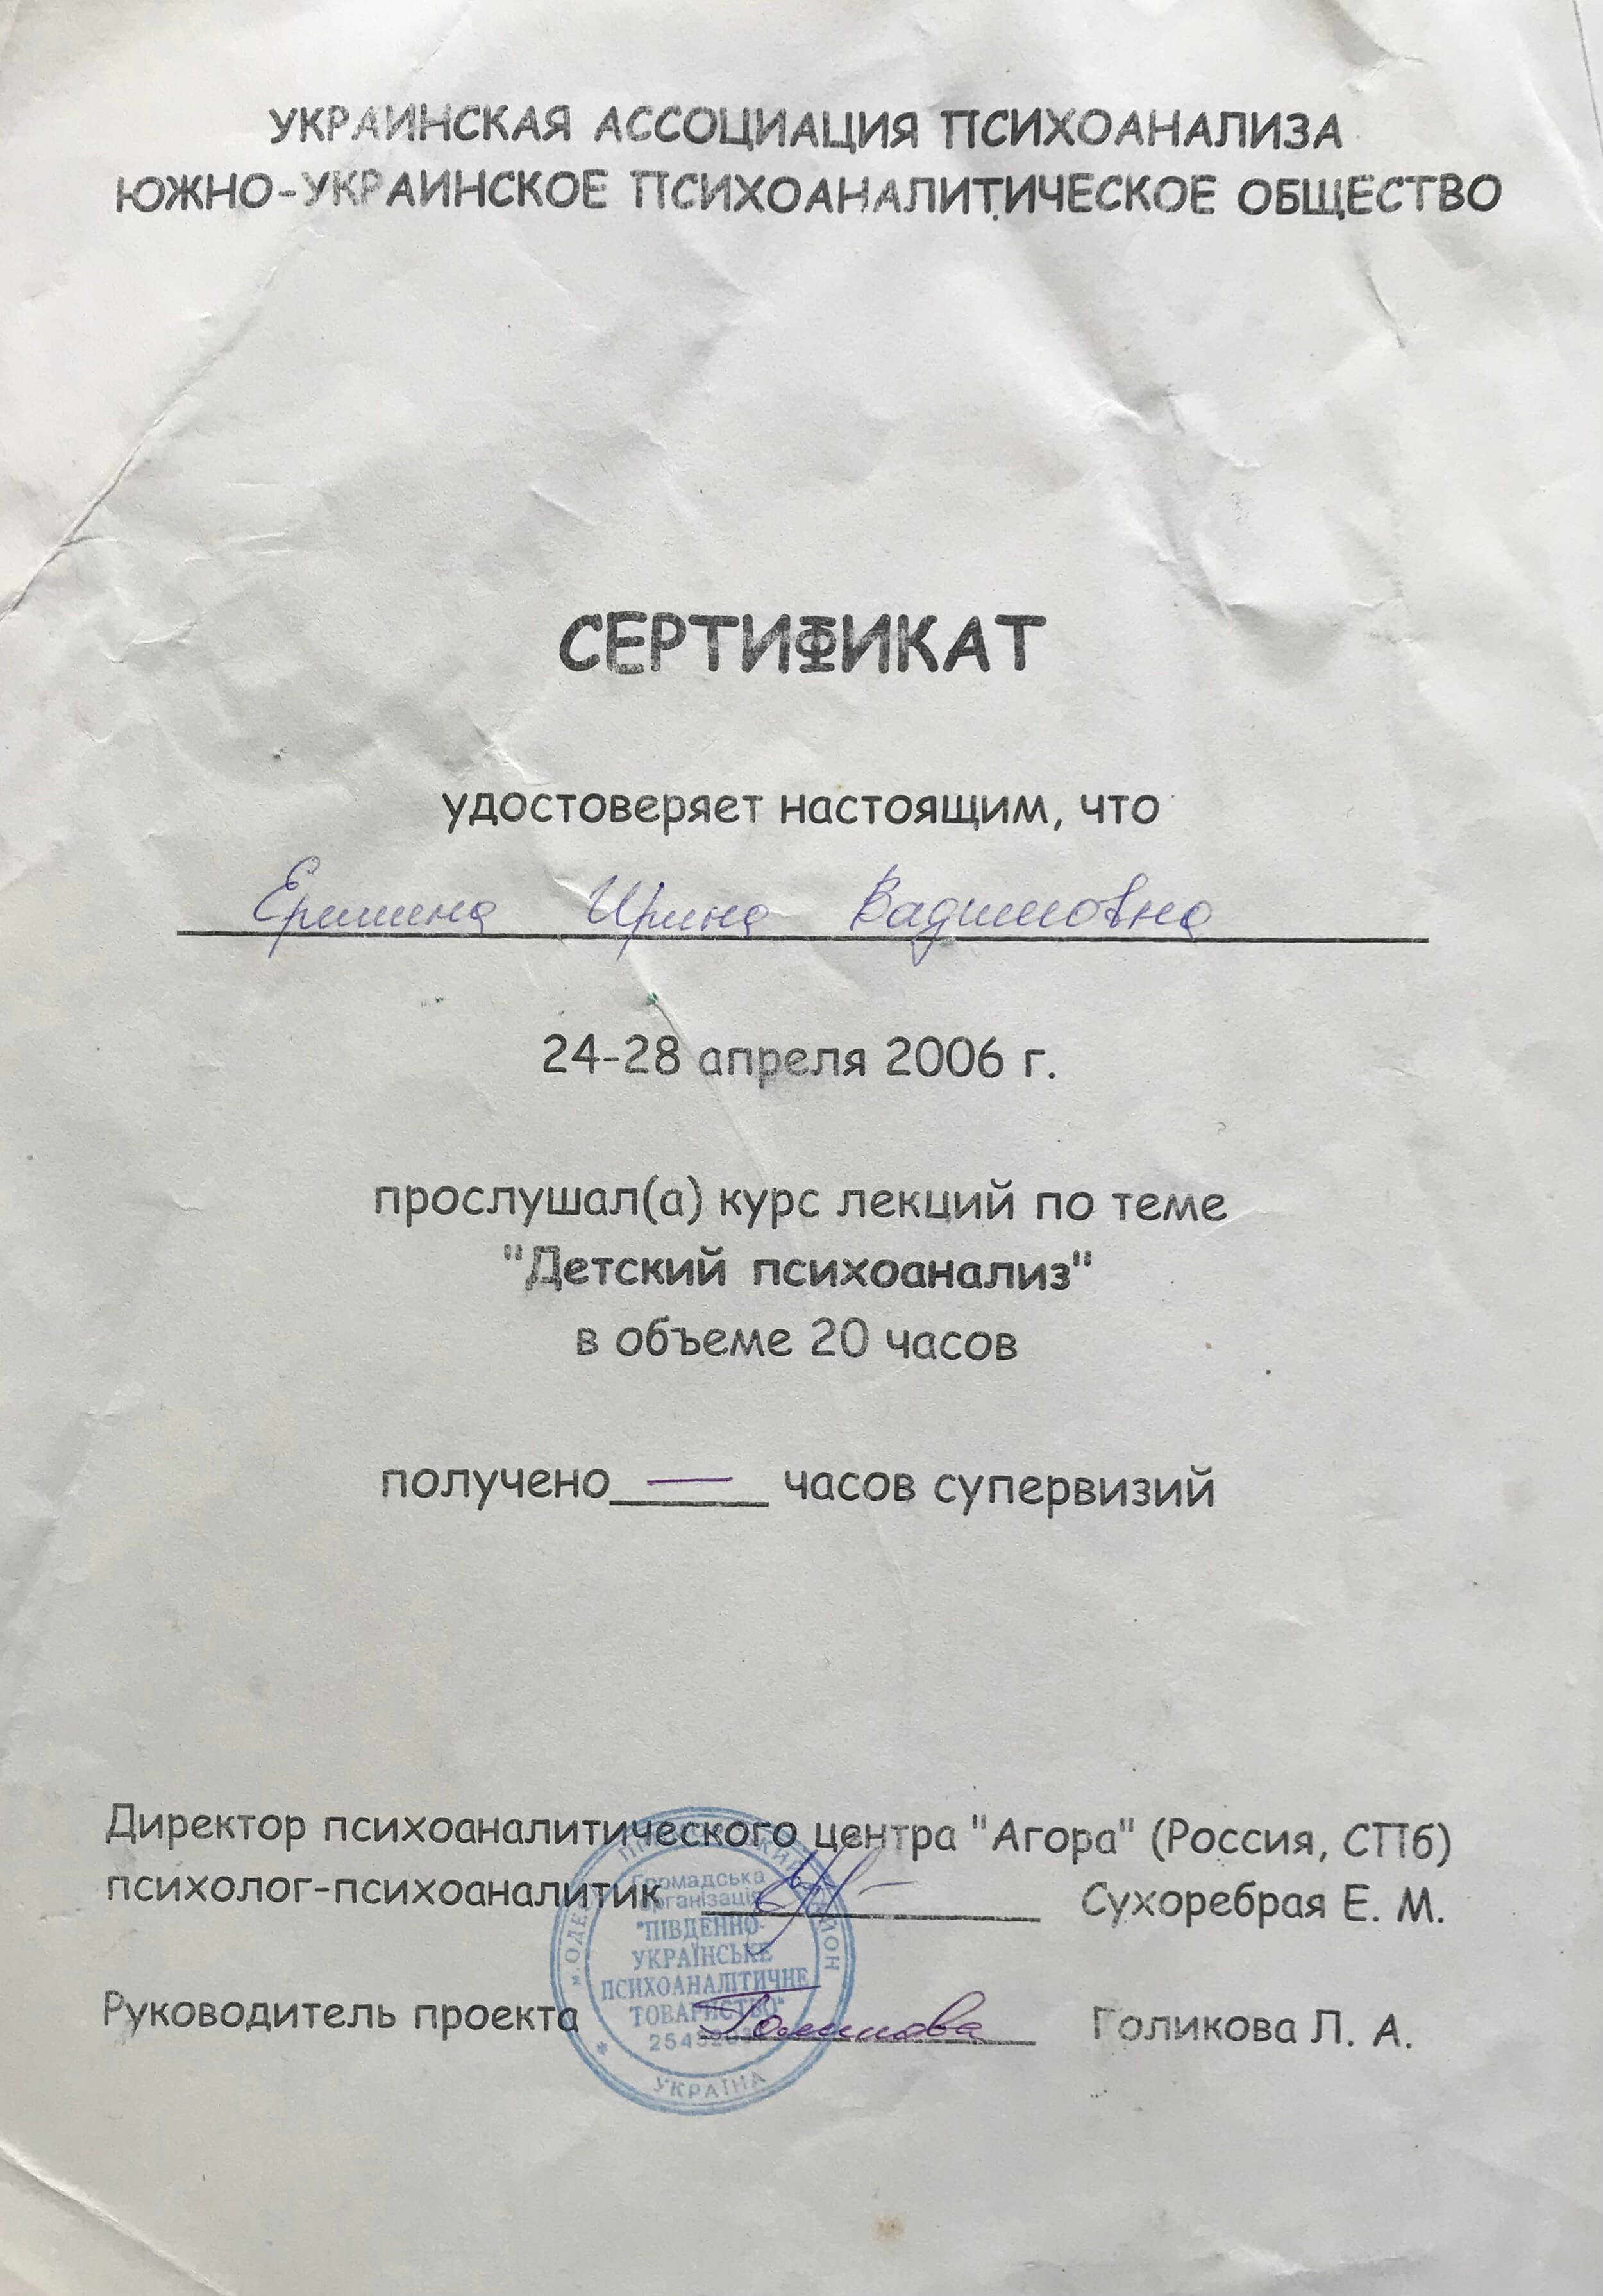 УКРАИНСКАЯ АССОЦИАЦИЯ ПСИХОАНАЛИЗА
ЮЖНО-УКРАИНСКОЕ ПСИХОАНАЛИТИЧЕСКОЕ ОБЩЕСТВО
СЕРТИФИКАТ
удостоверяет настоящим, что
Ершина Ирина Вадимовна
24-28 апреля 2006 г.
прослушал(а) курс лекций по теме
"Детский психоанализ"
в объеме 20 часов
получено — часов супервизий
Директор психоаналитического центра "Агора" (Россия, СПб)
психолог-психоаналитик Сухоребрая Е. М.
Руководитель проекта Голикова Голикова Л. А.
Громадська
організація
"ПІВДЕННО-
УКРАЇНСЬКЕ
ПСИХОАНАЛІТИЧНЕ
ТОВАРИСТВО"
УКРАЇНА